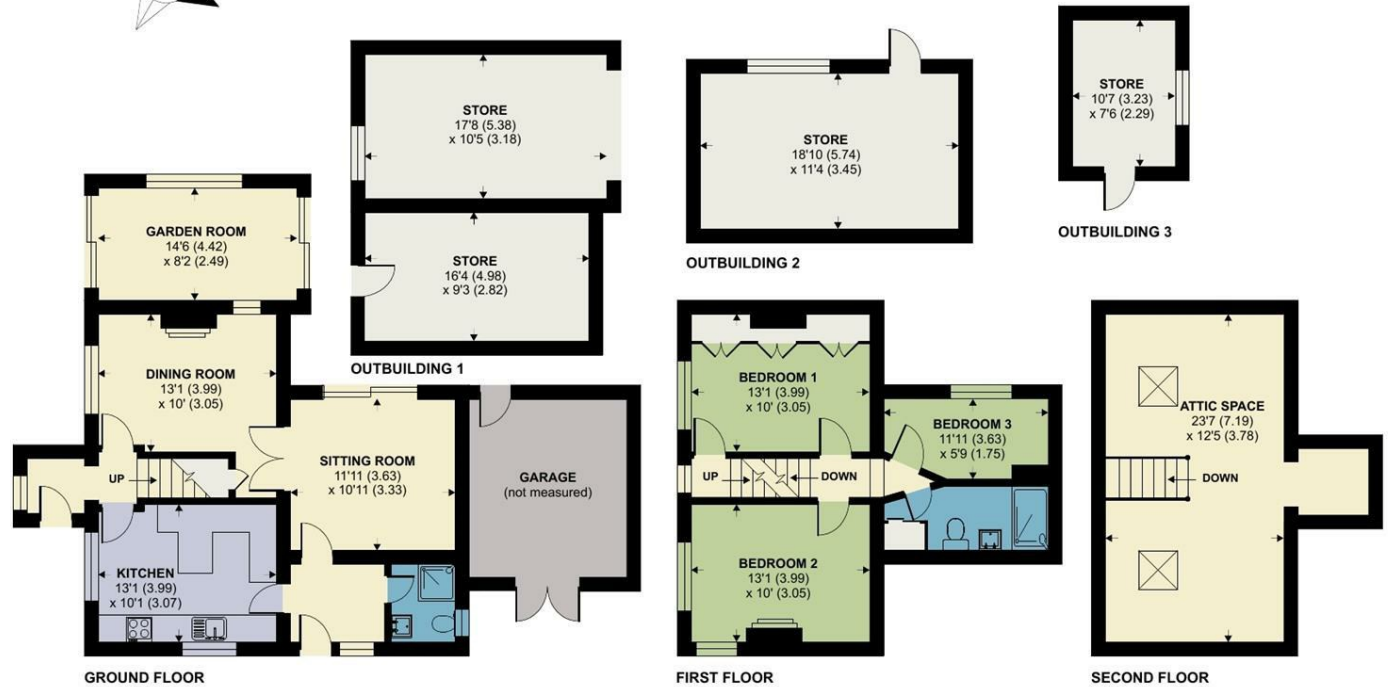 STORE
17'8 (5.38)
x 10'5 (3.18)
STORE
16'4 (4.98)
x 9'3 (2.82)
OUTBUILDING 1
STORE
18'10 (5.74)
x 11'4 (3.45)
OUTBUILDING 2
STORE
10'7 (3.23)
x 7'6 (2.29)
OUTBUILDING 3
GARDEN ROOM
14'6 (4.42)
x 8'2 (2.49)
DINING ROOM
13'1 (3.99)
x 10' (3.05)
UP
SITTING ROOM
11'11 (3.63)
x 10'11 (3.33)
GARAGE
(not measured)
KITCHEN
13'1 (3.99)
x 10'1 (3.07)
GROUND FLOOR
BEDROOM 1
13'1 (3.99)
x 10' (3.05)
BEDROOM 3
11'11 (3.63)
x 5'9 (1.75)
UP
DOWN
BEDROOM 2
13'1 (3.99)
x 10' (3.05)
FIRST FLOOR
ATTIC SPACE
23'7 (7.19)
x 12'5 (3.78)
DOWN
SECOND FLOOR